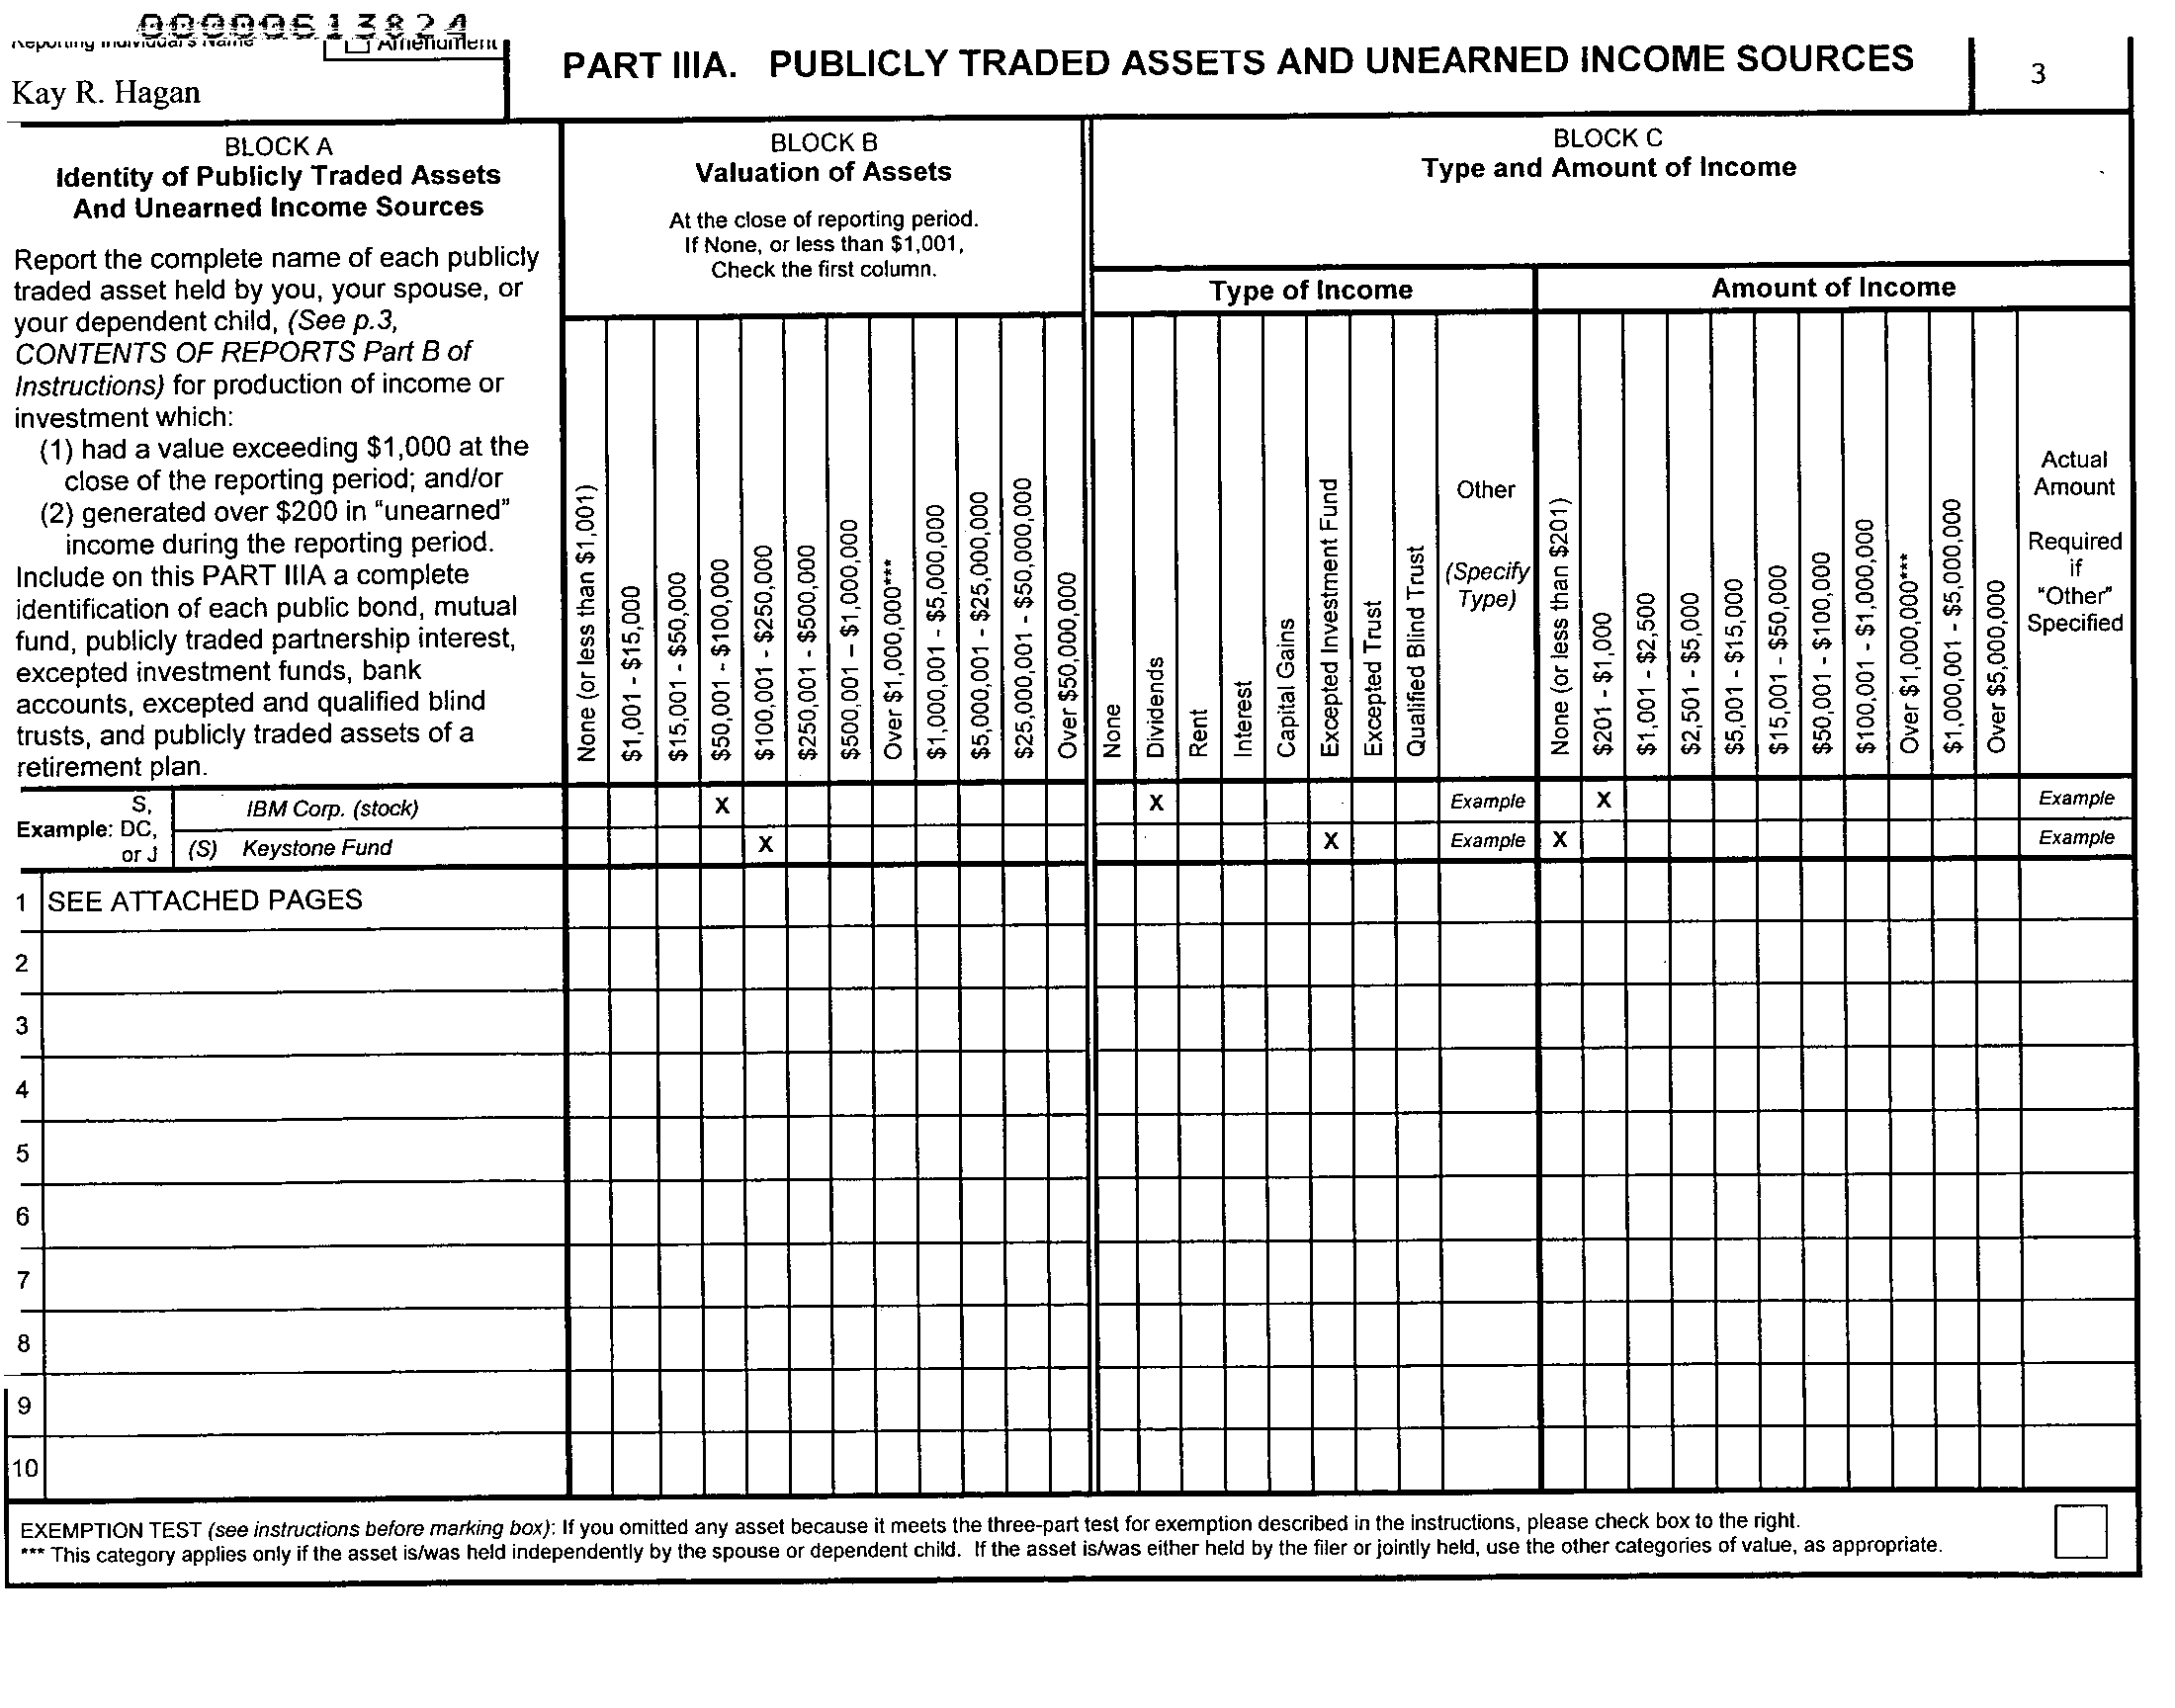 00000613824
Reporting Individual's Name
Amendment
Kay R. Hagan
PART IIIA. PUBLICLY TRADED ASSETS AND UNEARNED INCOME SOURCES
3
BLOCK A
Identity of Publicly Traded Assets
And Unearned Income Sources
Report the complete name of each publicly
traded asset held by you, your spouse, or
your dependent child, (See p.3,
CONTENTS OF REPORTS Part B of
Instructions) for production of income or
investment which:
(1) had a value exceeding $1,000 at the
close of the reporting period; and/or
(2) generated over $200 in “unearned”
income during the reporting period.
Include on this PART IIIA a complete
identification of each public bond, mutual
fund, publicly traded partnership interest,
excepted investment funds, bank
accounts, excepted and qualified blind
trusts, and publicly traded assets of a
retirement plan.
BLOCK B
Valuation of Assets
At the close of reporting period.
If None, or less than $1,001,
Check the first column.
None (or less than $1,001)
$1,001 - $15,000
$15,001 - $50,000
$50,001 - $100,000
$100,001 - $250,000
$250,001 - $500,000
$500,001 – $1,000,000
Over $1,000,000***
$1,000,001 - $5,000,000
$5,000,001 - $25,000,000
$25,000,001 - $50,000,000
Over $50,000,000
BLOCK C
Type and Amount of Income
Type of Income
None
Dividends
Rent
Interest
Capital Gains
Excepted Investment Fund
Excepted Trust
Qualified Blind Trust
Other
(Specify
Type)
Amount of Income
None (or less than $201)
$201 - $1,000
$1,001 - $2,500
$2,501 - $5,000
$5,001 - $15,000
$15,001 - $50,000
$50,001 - $100,000
$100,001 - $1,000,000
Over $1,000,000***
$1,000,001 - $5,000,000
Over $5,000,000
Actual
Amount
Required
if
"Other"
Specified
Example: S, DC, or J
IBM Corp. (stock) X X Example X Example
(S) Keystone Fund X X Example X Example
1 SEE ATTACHED PAGES
2
3
4
5
6
7
8
9
10
EXEMPTION TEST (see instructions before marking box): If you omitted any asset because it meets the three-part test for exemption described in the instructions, please check box to the right.
*** This category applies only if the asset is/was held independently by the spouse or dependent child. If the asset is/was either held by the filer or jointly held, use the other categories of value, as appropriate.